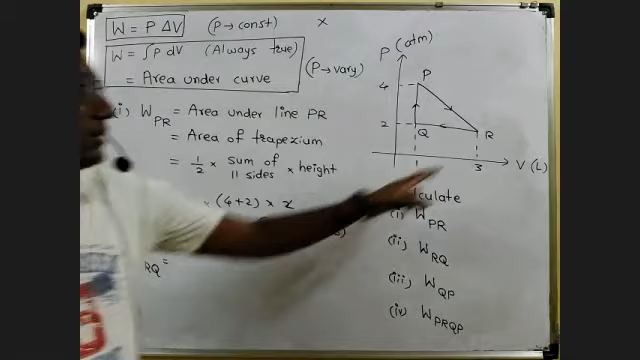 W = P ΔV (P → const) x
W = ∫P dV (Always true)
= Area under curve
(P → vary)
(i) W_PR = Area under line PR
= Area of trapezium
= 1/2 x sum of 11 sides x height
x (4+2) x 2
RQ =
P (atm)
P
4
2
Q
R
3
V (L)
culate
(i) W_PR
(ii) W_RQ
(iii) W_QP
(iv) W_PRQP